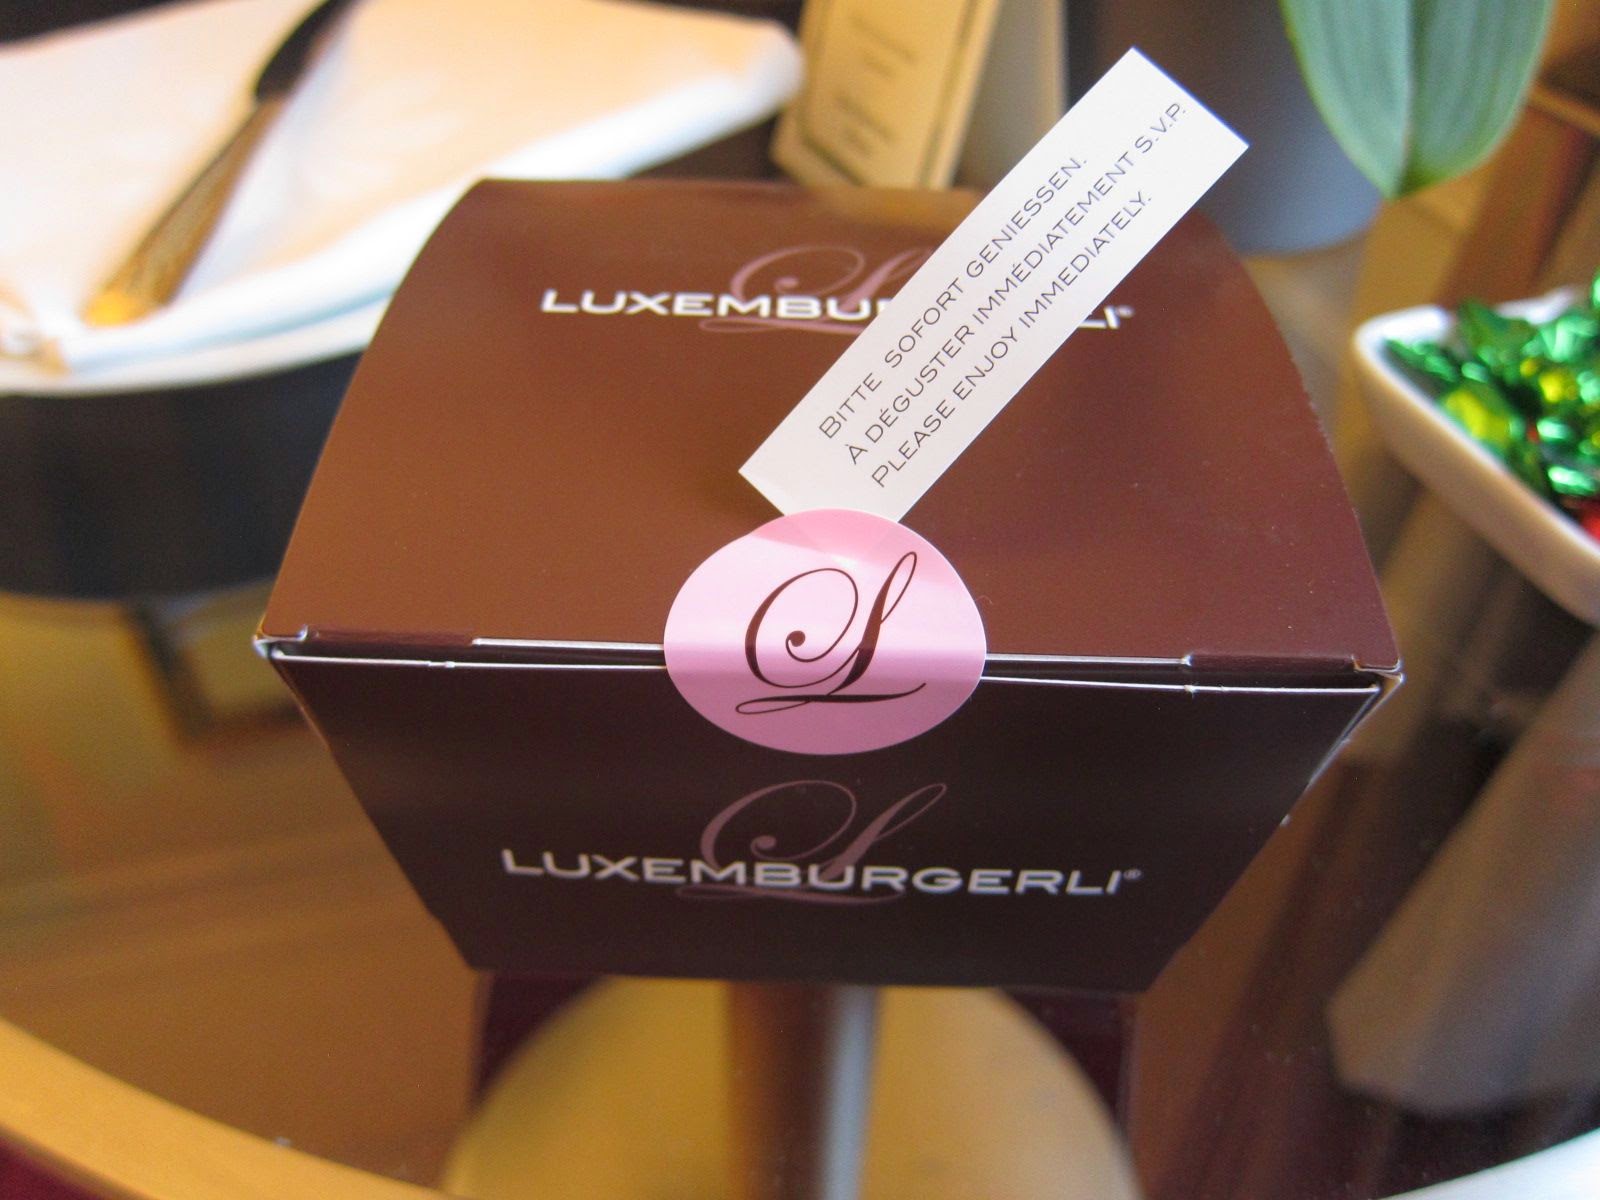 BITTE SOFORT GENIESSEN.
À DÉGUSTER IMMÉDIATEMENT S.V.P.
PLEASE ENJOY IMMEDIATELY.
L
LUXEMBURGERLI®
L
L
LUXEMBURGERLI®